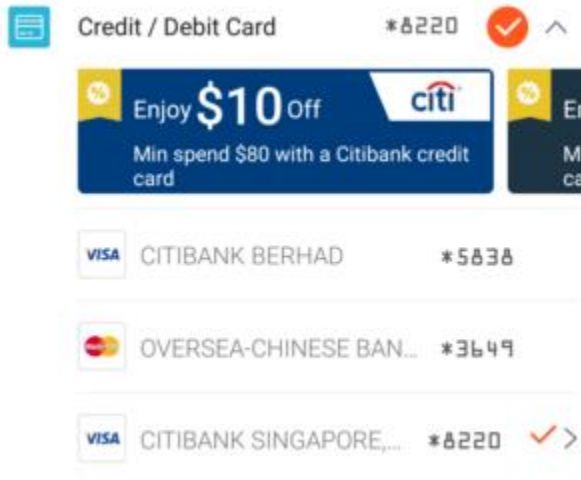 Credit / Debit Card *8220
Enjoy $10 Off citi
Min spend $80 with a Citibank credit
card
VISA CITIBANK BERHAD *5838
OVERSEA-CHINESE BAN... *3649
VISA CITIBANK SINGAPORE,... *8220